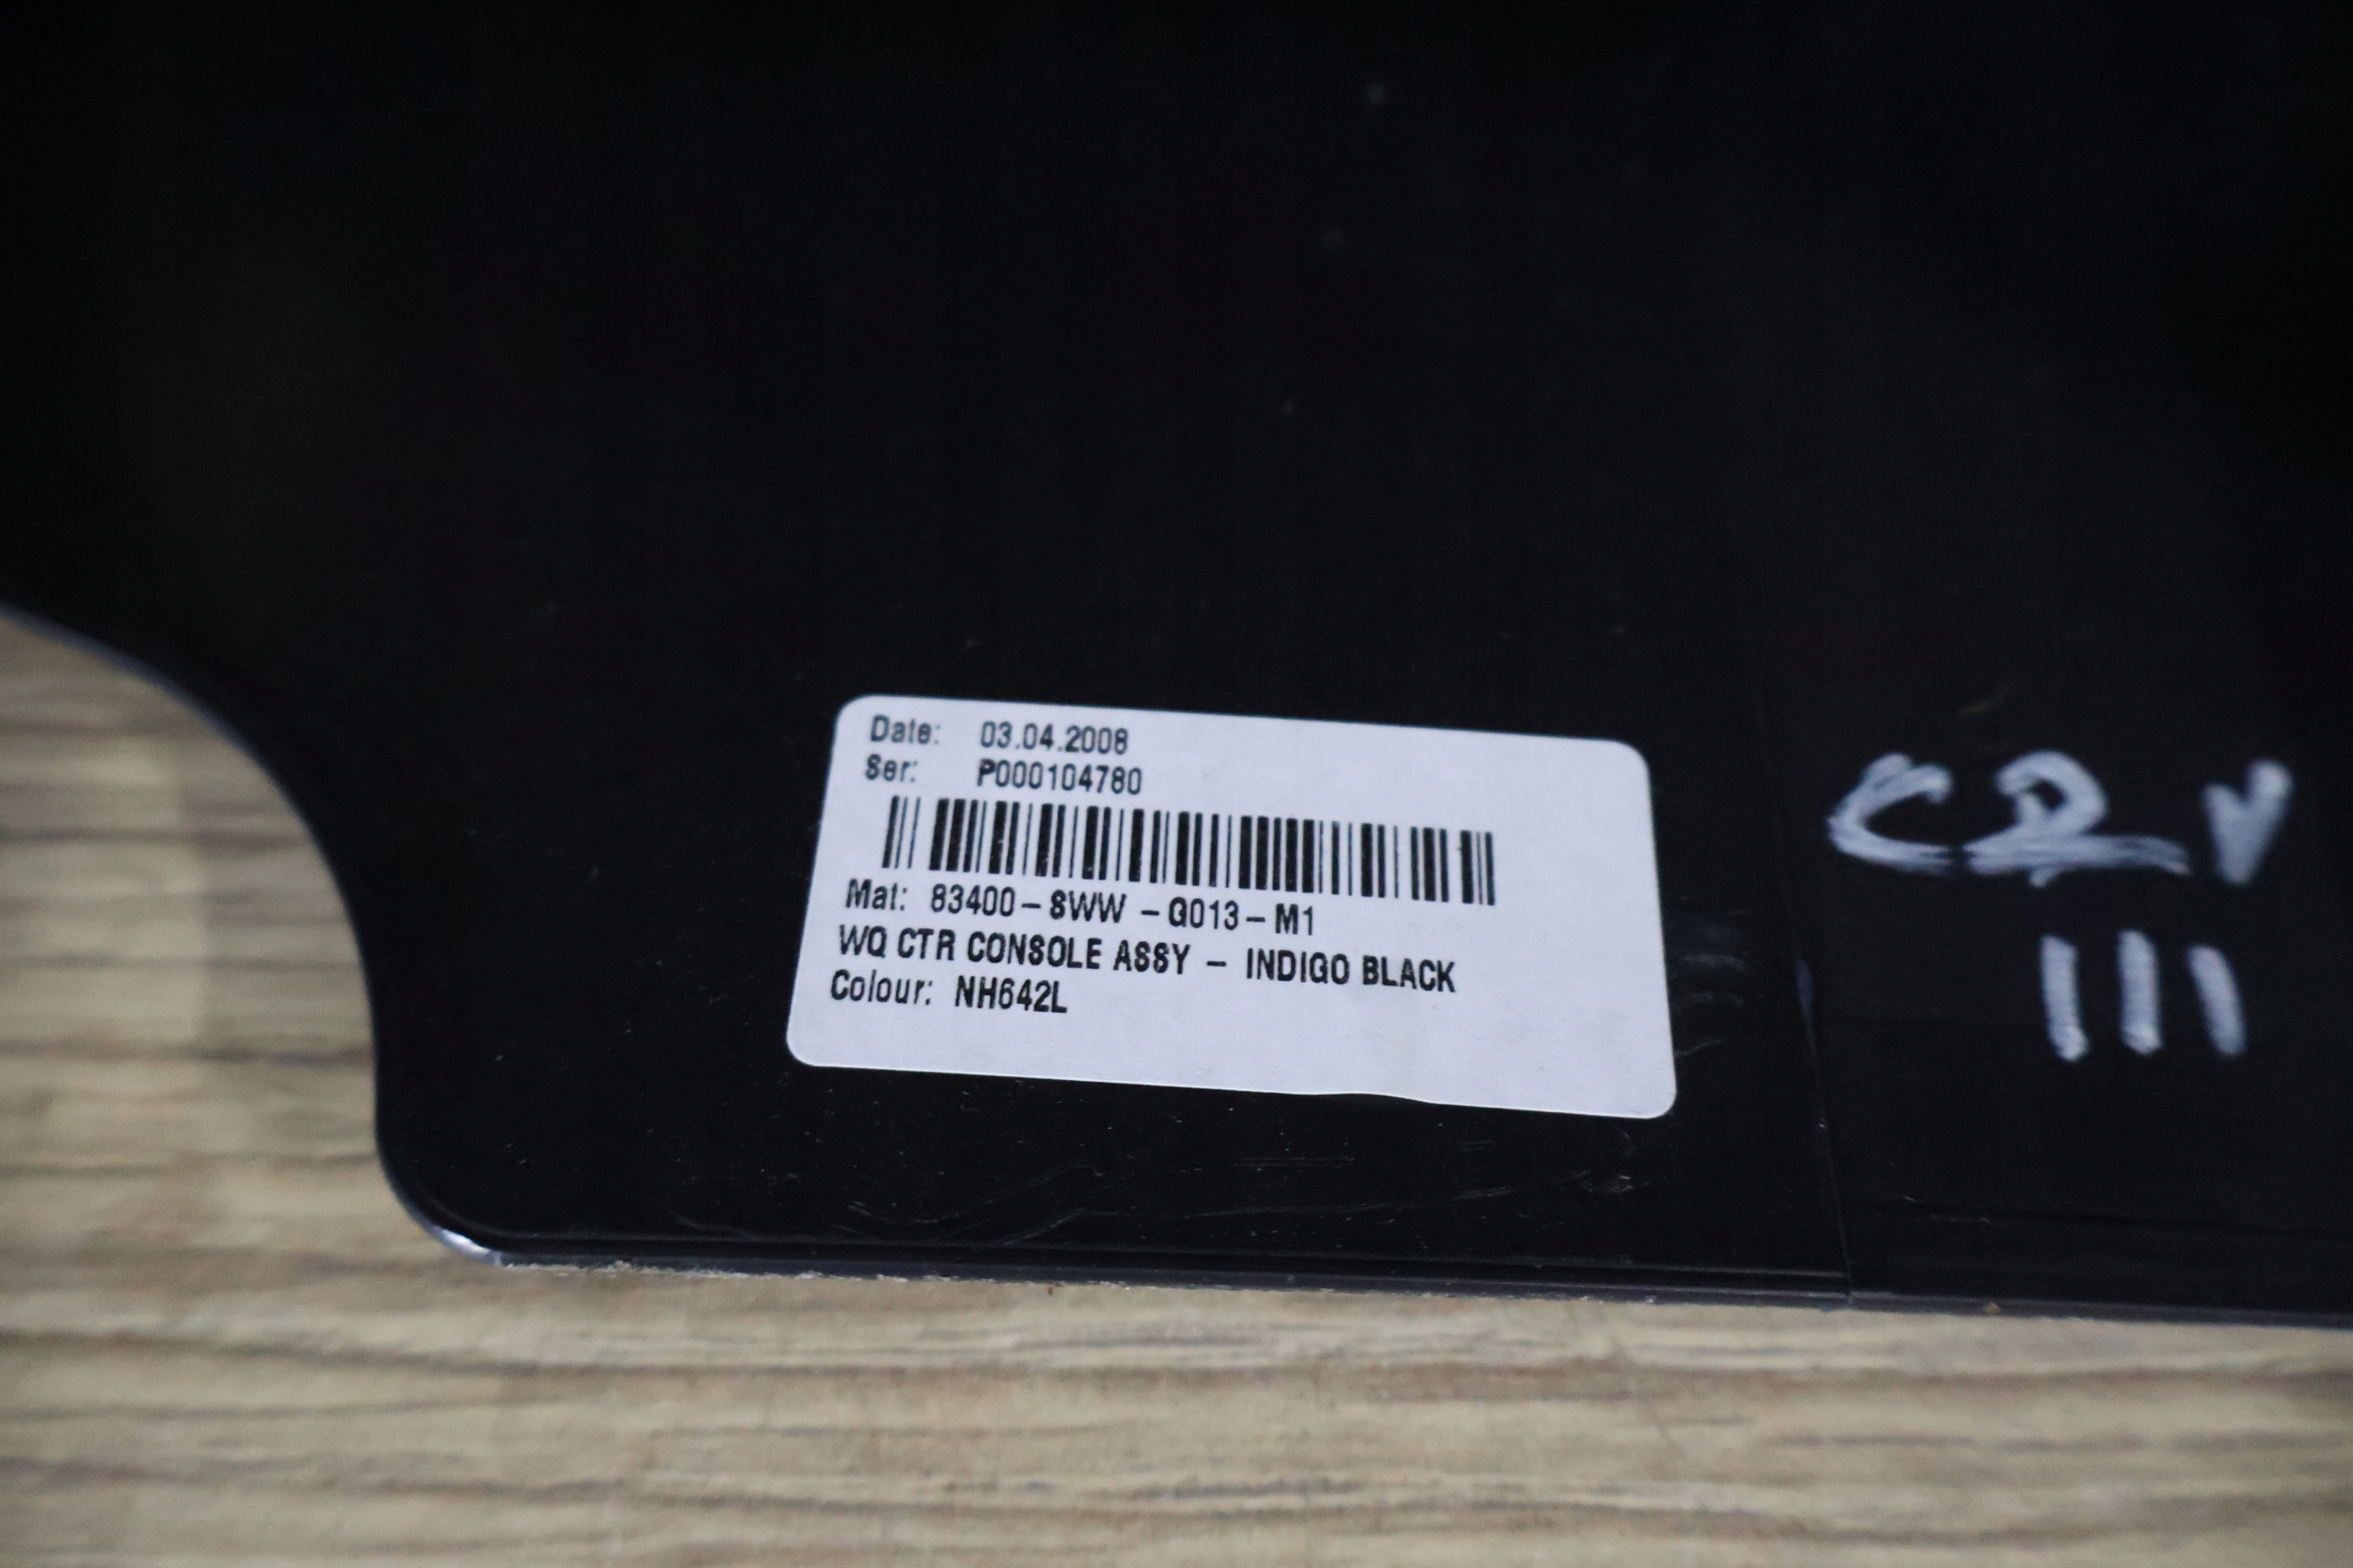 Date: 03.04.2008
Ser: P000104780
Mat: 83400-SWW -G013-M1
WQ CTR CONSOLE ASSY - INDIGO BLACK
Colour: NH642L
CR V
III